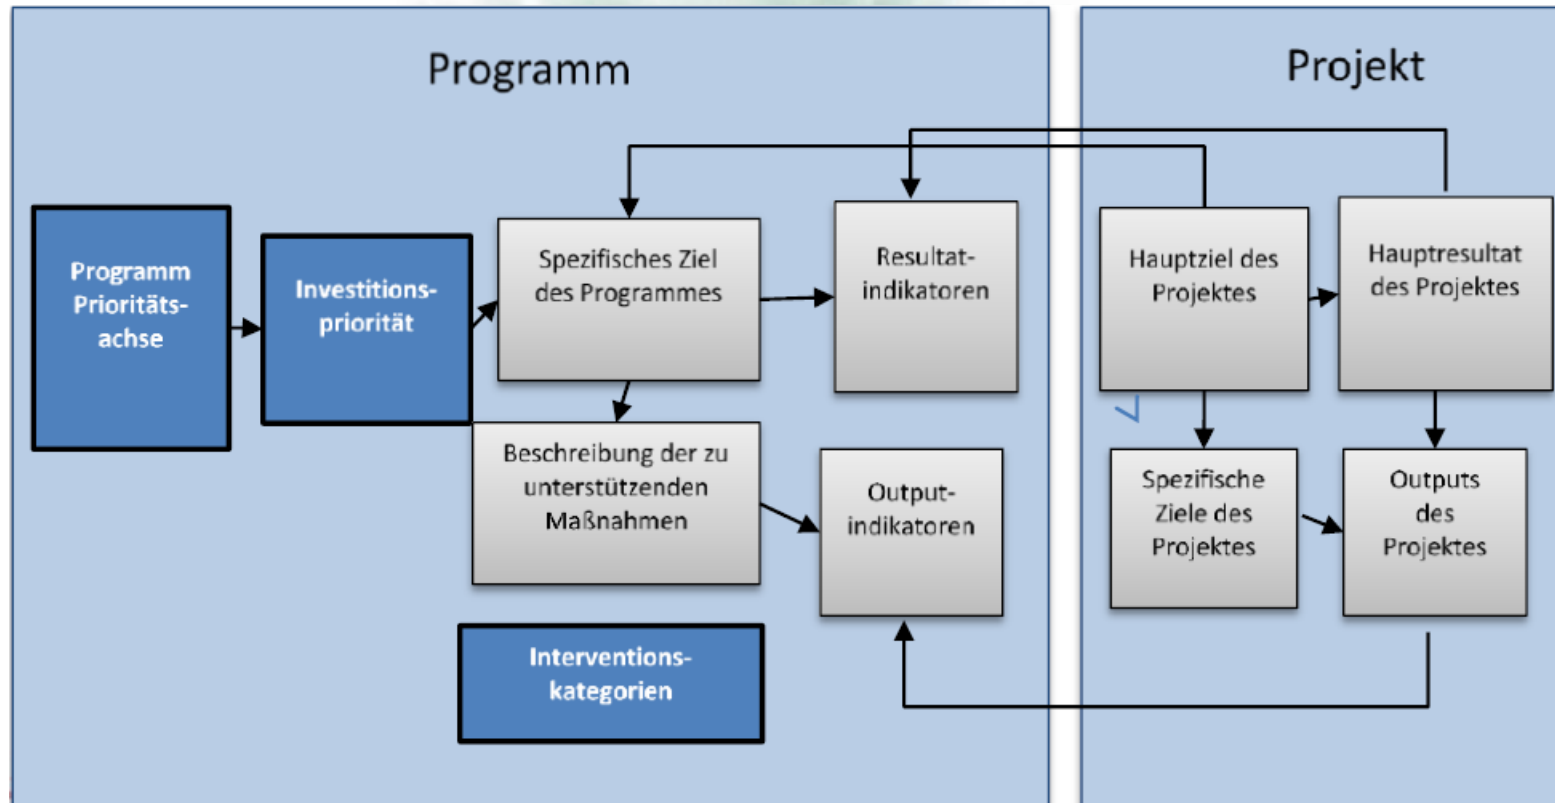 Programm
Programm
Prioritäts-
achse
Investitions-
priorität
Spezifisches Ziel
des Programmes
Resultat-
indikatoren
Beschreibung der zu
unterstützenden
Maßnahmen
Output-
indikatoren
Interventions-
kategorien
Projekt
Hauptziel des
Projektes
Hauptresultat
des Projektes
Spezifische
Ziele des
Projektes
Outputs
des
Projektes